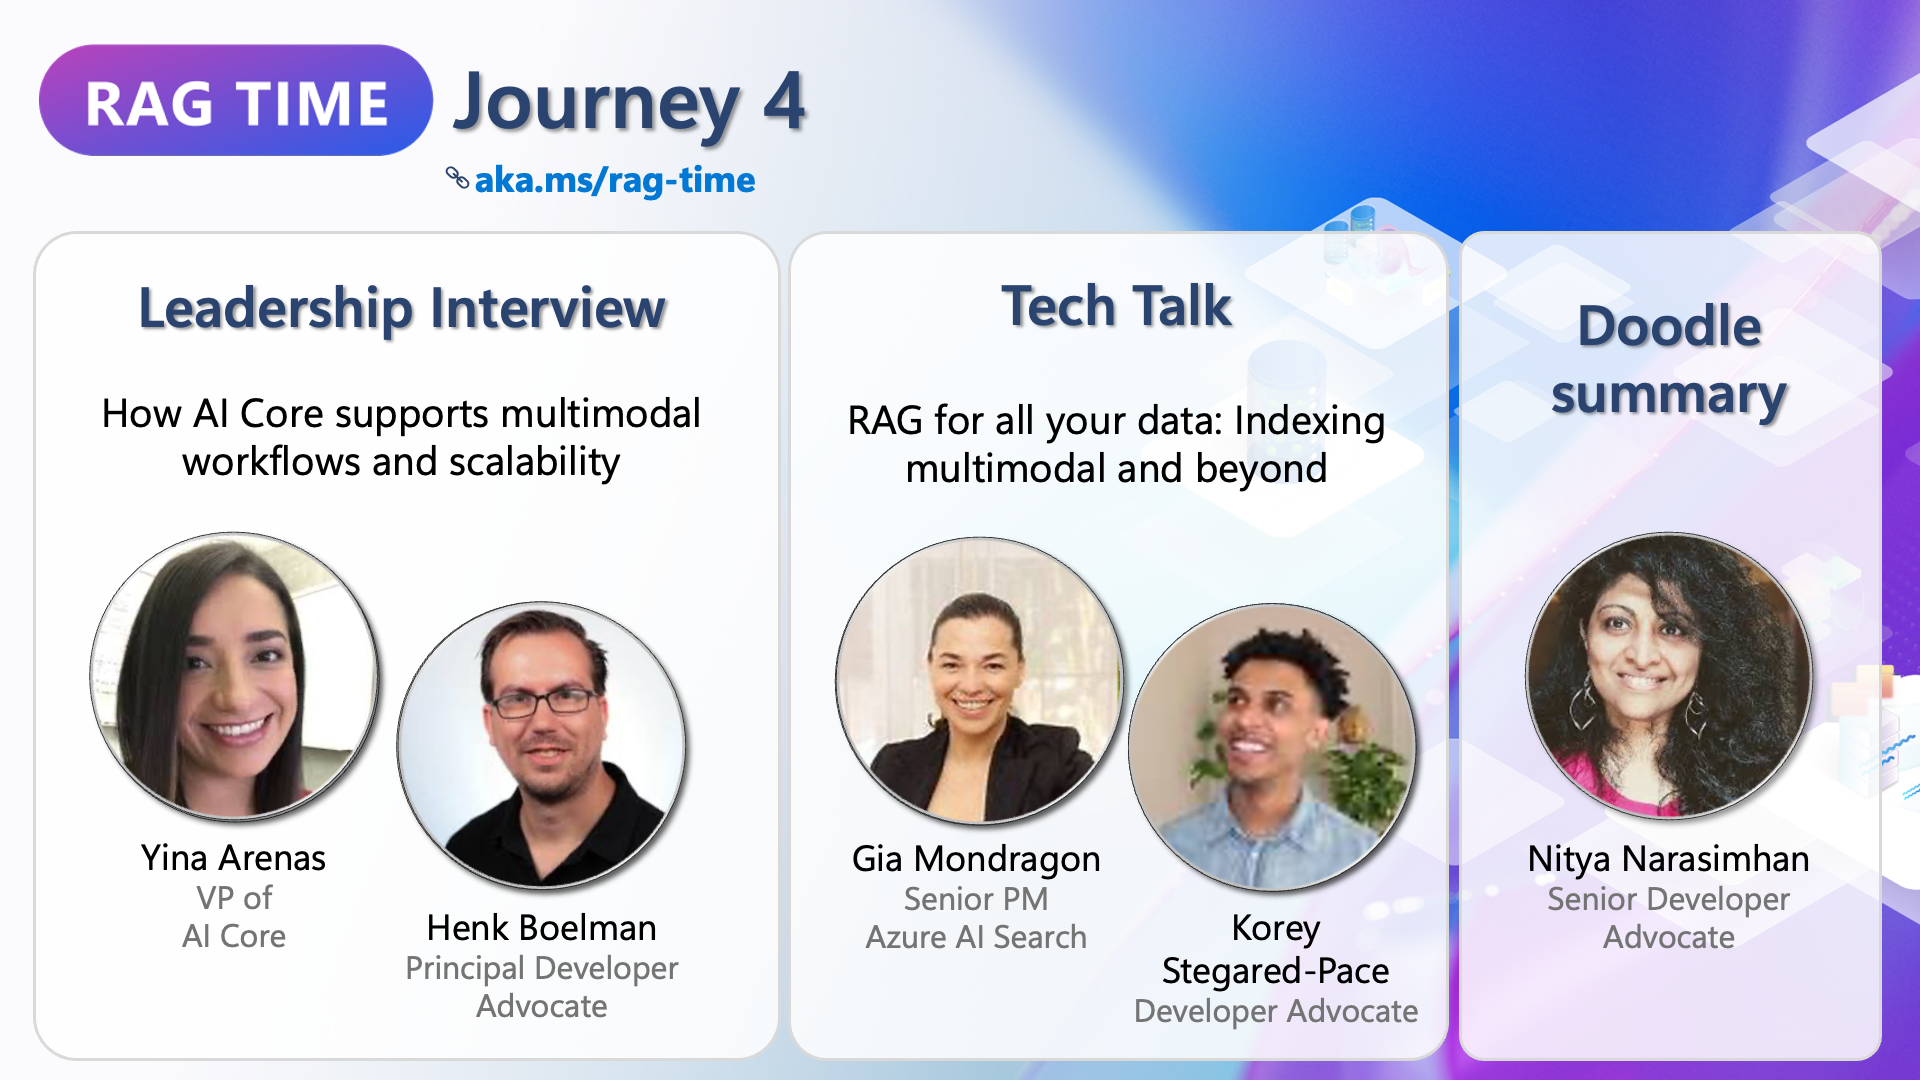 RAG TIME
Journey 4
aka.ms/rag-time
Leadership Interview
How AI Core supports multimodal
workflows and scalability
Yina Arenas
VP of
AI Core
Henk Boelman
Principal Developer
Advocate
Tech Talk
RAG for all your data: Indexing
multimodal and beyond
Gia Mondragon
Senior PM
Azure AI Search
Korey
Stegared-Pace
Developer Advocate
Doodle
summary
Nitya Narasimhan
Senior Developer
Advocate